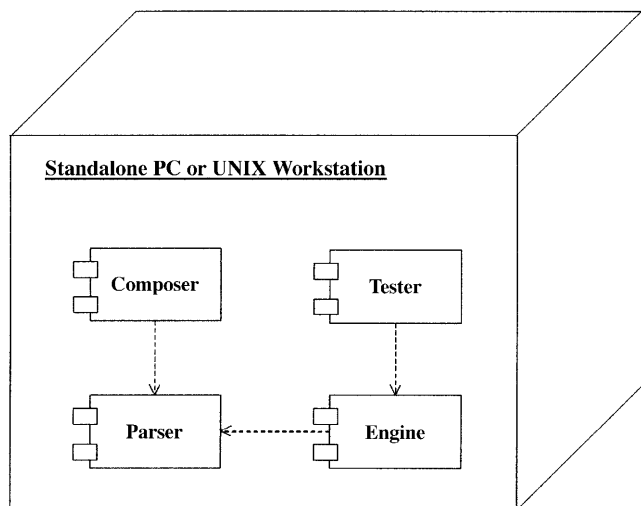 Standalone PC or UNIX Workstation
Composer
Tester
Parser
Engine